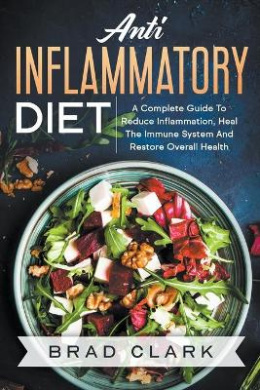 Anti
INFLAMMATORY
DIET
A Complete Guide To
Reduce Inflammation, Heal
The Immune System And
Restore Overall Health
BRAD CLARK